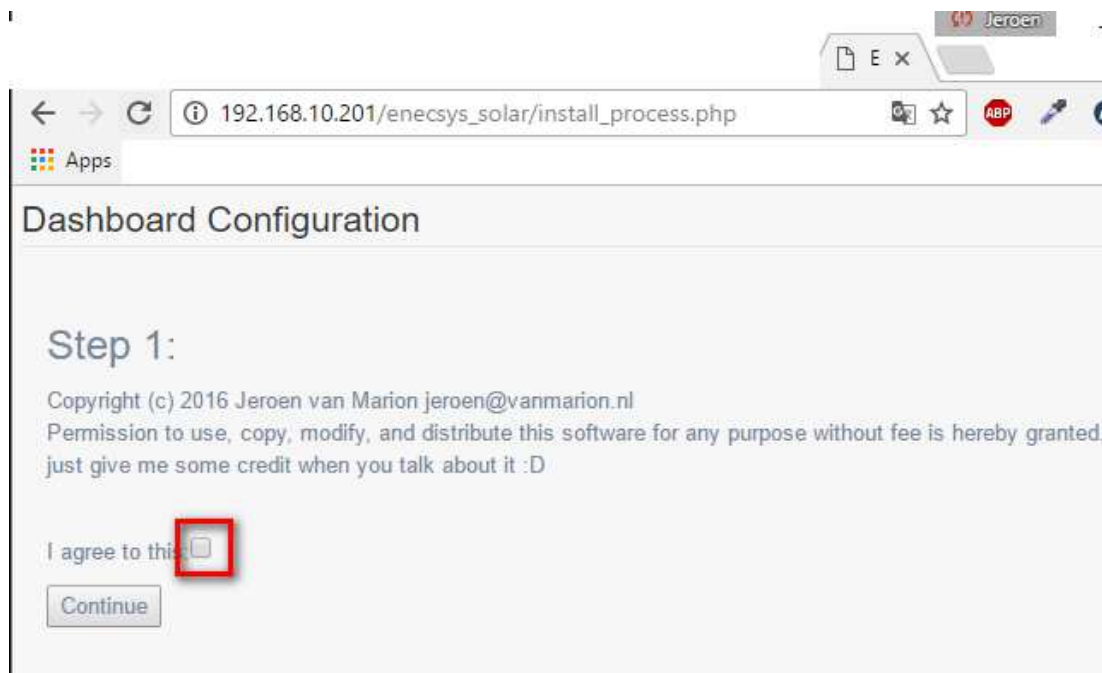 Jeroen
E
192.168.10.201/enecsys_solar/install_process.php
ABP
Apps
Dashboard Configuration
Step 1:
Copyright (c) 2016 Jeroen van Marion jeroen@vanmarion.nl
Permission to use, copy, modify, and distribute this software for any purpose without fee is hereby granted.
just give me some credit when you talk about it :D
I agree to this:
Continue